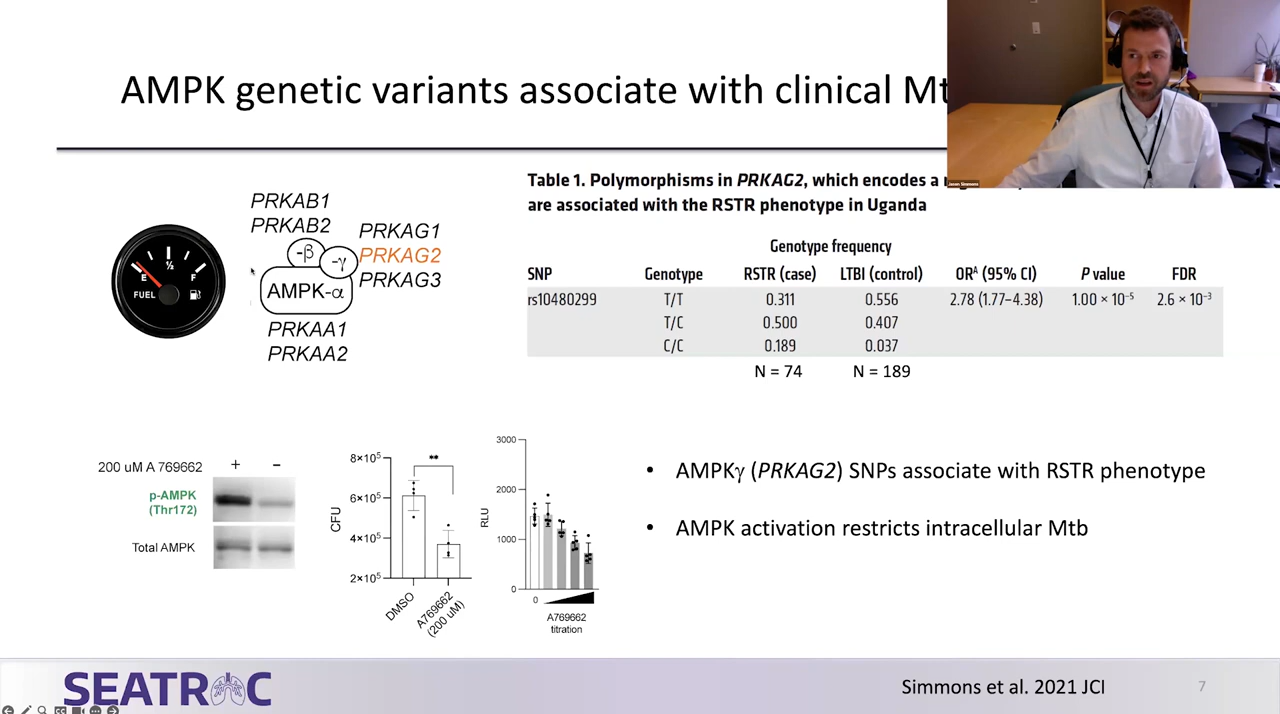 AMPK genetic variants associate with clinical
Jason Simmons
PRKAB1
PRKAB2
PRKAG1
PRKAG2
PRKAG3
-β
-γ
AMPK-α
PRKAA1
PRKAA2
E ½ F
FUEL
Table 1. Polymorphisms in PRKAG2, which encodes a
are associated with the RSTR phenotype in Uganda
Genotype frequency
SNP Genotype RSTR (case) LTBI (control) ORᴬ (95% CI) P value FDR
rs10480299 T/T 0.311 0.556 2.78 (1.77–4.38) 1.00 × 10⁻⁵ 2.6 × 10⁻³
T/C 0.500 0.407
C/C 0.189 0.037
N = 74 N = 189
200 uM A 769662 + −
p-AMPK
(Thr172)
Total AMPK
CFU
8×10⁵
6×10⁵
4×10⁵
2×10⁵
**
DMSO
A769662
(200 uM)
RLU
3000
2000
1000
0
0
A769662
titration
• AMPKγ (PRKAG2) SNPs associate with RSTR phenotype
• AMPK activation restricts intracellular Mtb
SEATRAC
Simmons et al. 2021 JCI
7